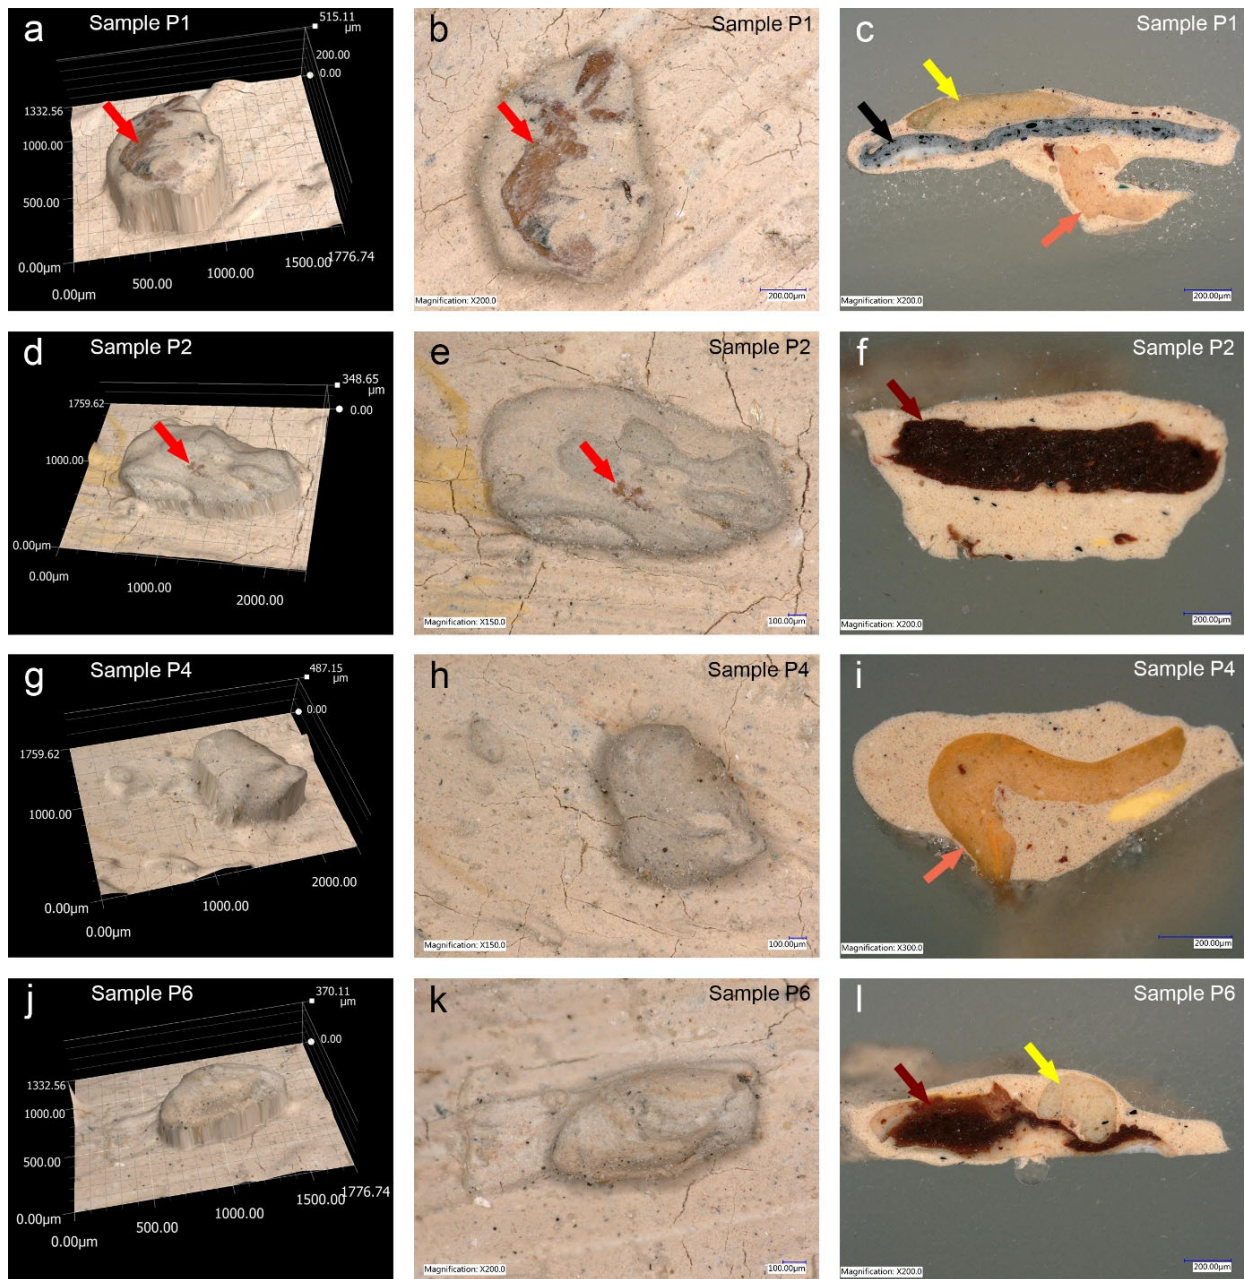 a Sample P1
515.11
µm
200.00
0.00
1332.56
1000.00
500.00
0.00µm
0.00µm
500.00
1000.00
1500.00
1776.74
b Sample P1
Magnification: X200.0
200.00µm
c Sample P1
Magnification: X200.0
200.00µm
d Sample P2
348.65
µm
0.00
1759.62
1000.00
0.00µm
0.00µm
1000.00
2000.00
e Sample P2
Magnification: X150.0
100.00µm
f Sample P2
Magnification: X200.0
200.00µm
g Sample P4
487.15
µm
0.00
1759.62
1000.00
0.00µm
0.00µm
1000.00
2000.00
h Sample P4
Magnification: X150.0
100.00µm
i Sample P4
Magnification: X300.0
200.00µm
j Sample P6
370.11
µm
0.00
1332.56
1000.00
500.00
0.00µm
0.00µm
500.00
1000.00
1500.00
1776.74
k Sample P6
Magnification: X200.0
100.00µm
l Sample P6
Magnification: X200.0
200.00µm